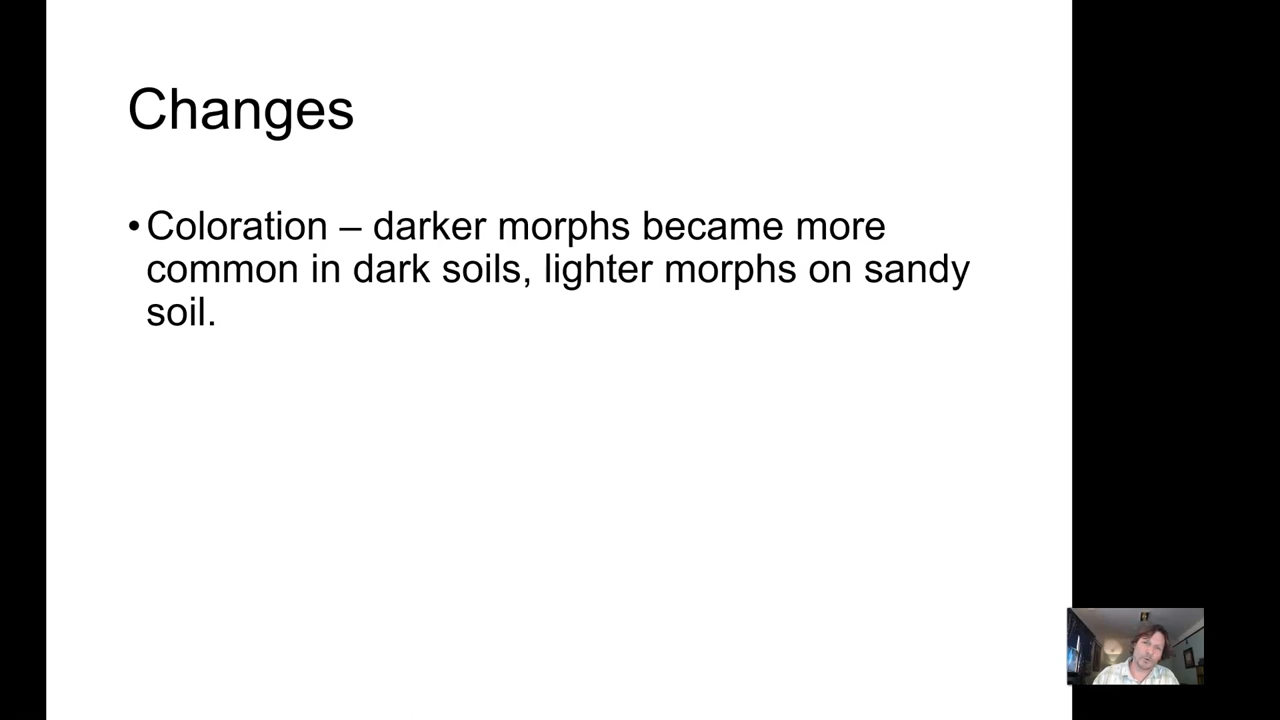 Changes
• Coloration – darker morphs became more
common in dark soils, lighter morphs on sandy
soil.